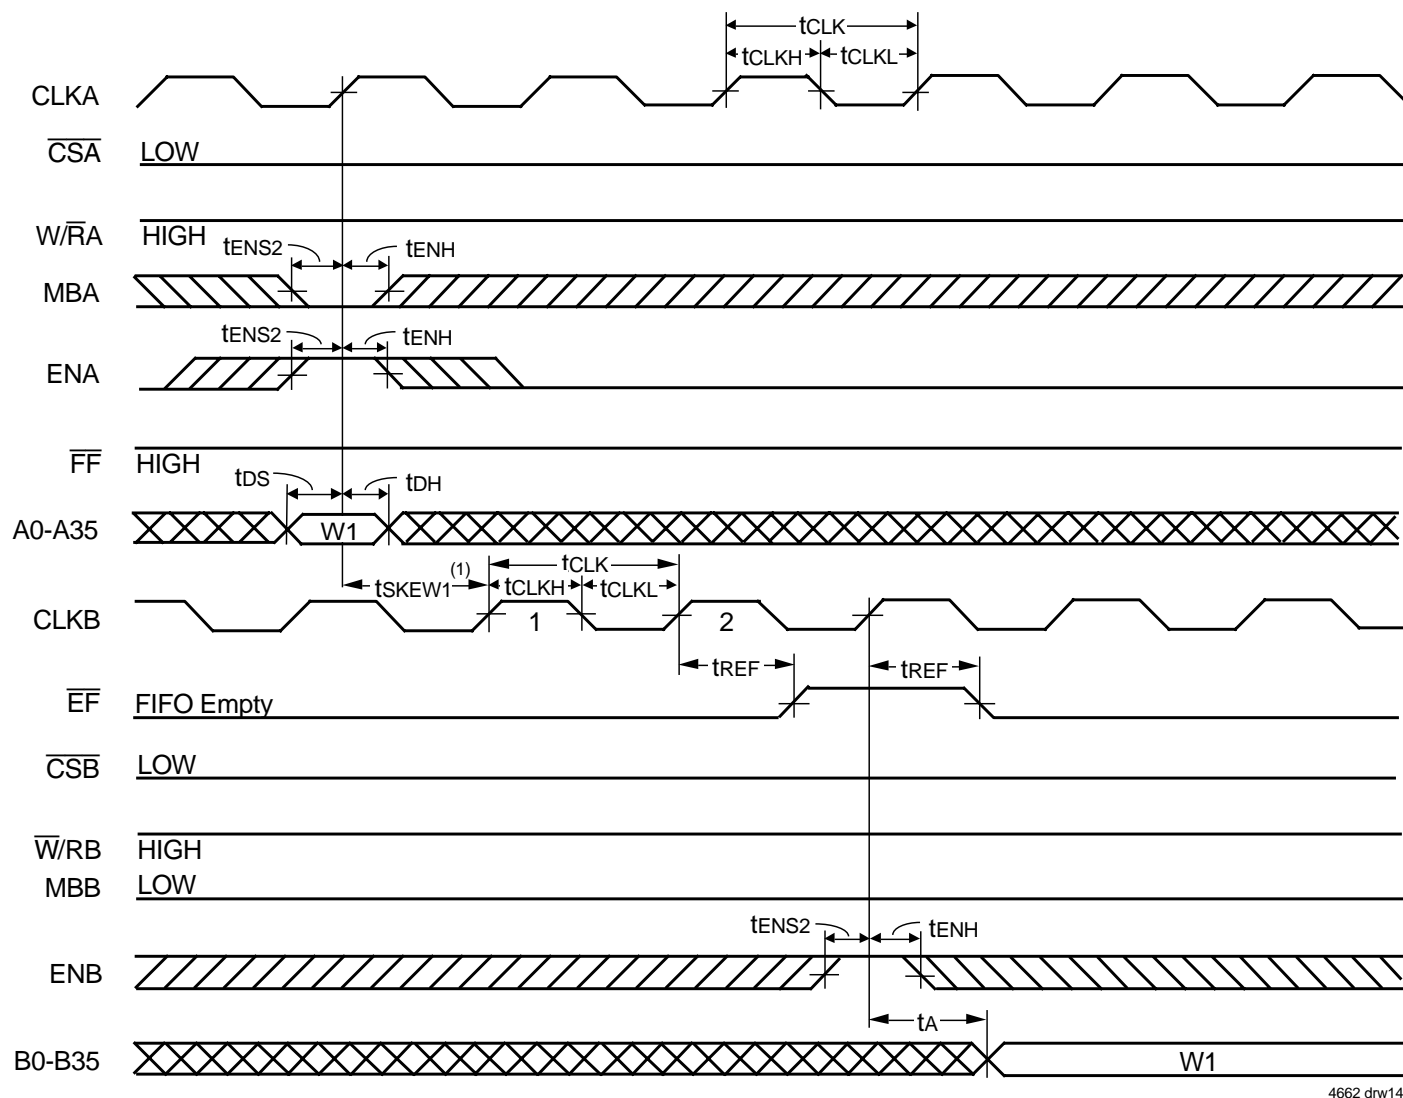 tCLK
tCLKH tCLKL
CLKA
CSA LOW
W/RA HIGH
tENS2 tENH
MBA
tENS2 tENH
ENA
FF HIGH
tDS tDH
A0-A35 W1
tSKEW1(1) tCLK
tCLKH tCLKL
CLKB 1 2
tREF tREF
EF FIFO Empty
CSB LOW
W/RB HIGH
MBB LOW
tENS2 tENH
ENB
tA
B0-B35 W1
4662 drw14